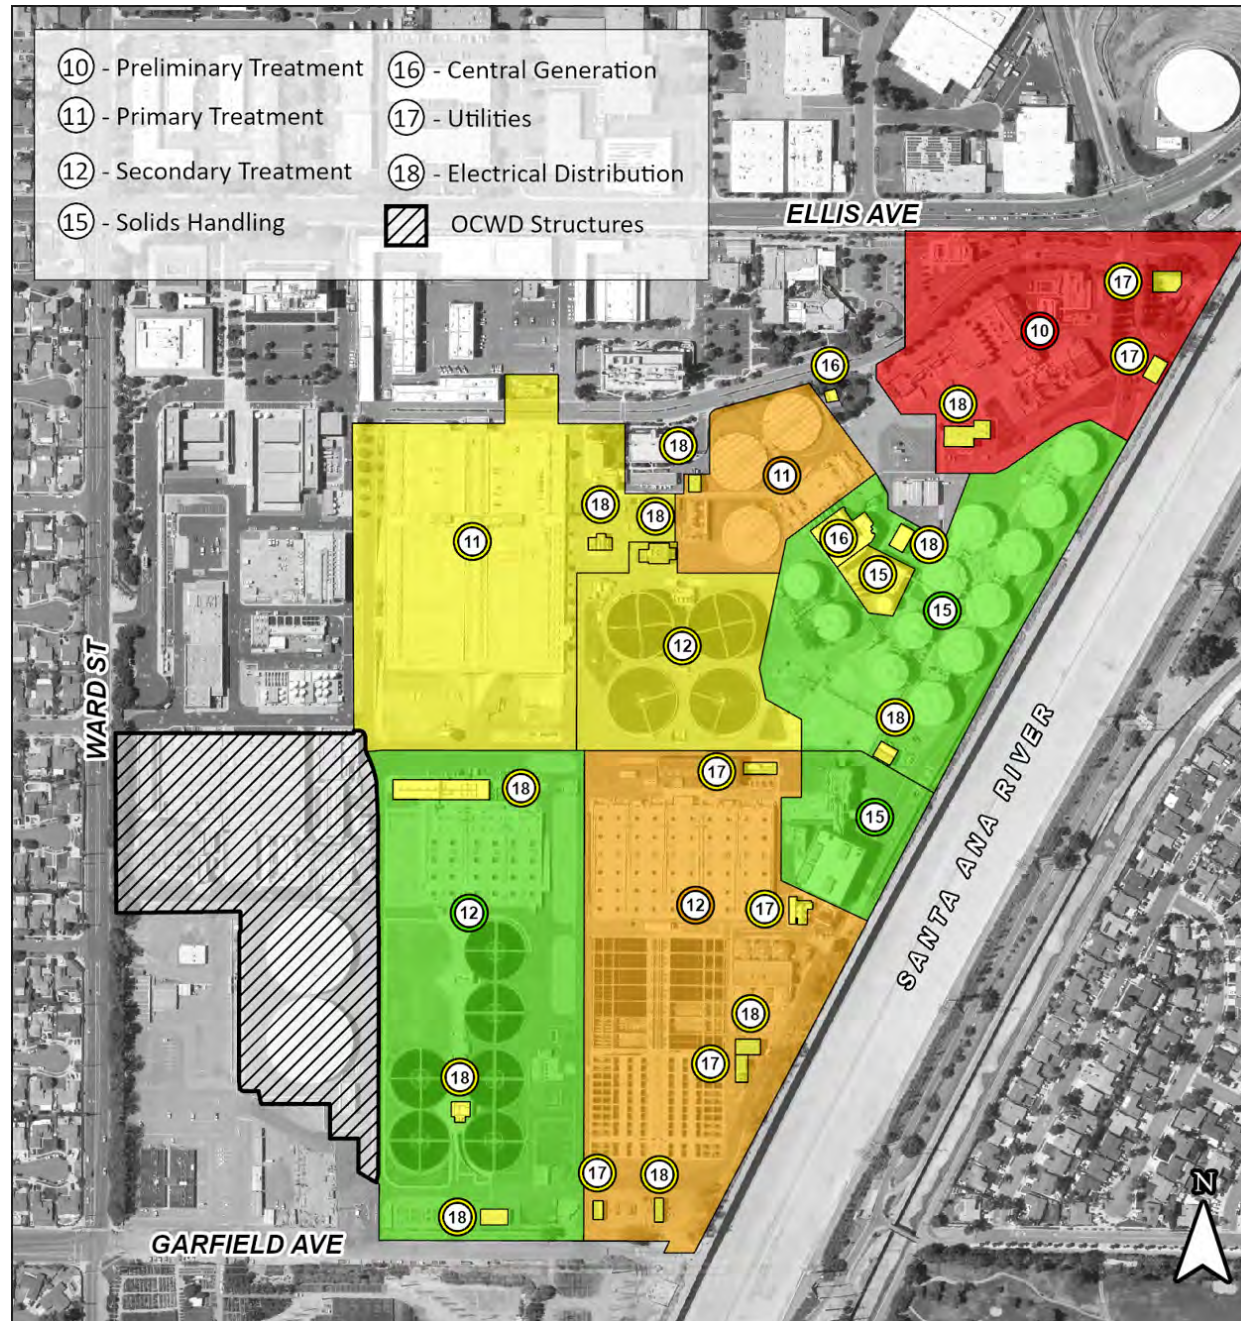 10 - Preliminary Treatment
11 - Primary Treatment
12 - Secondary Treatment
15 - Solids Handling
16 - Central Generation
17 - Utilities
18 - Electrical Distribution
OCWD Structures
ELLIS AVE
17
10
17
16
18
18
11
18
18
11
16
18
15
15
12
18
17
18
15
12
12
17
18
17
18
17
18
18
WARD ST
SANTA ANA RIVER
GARFIELD AVE
N